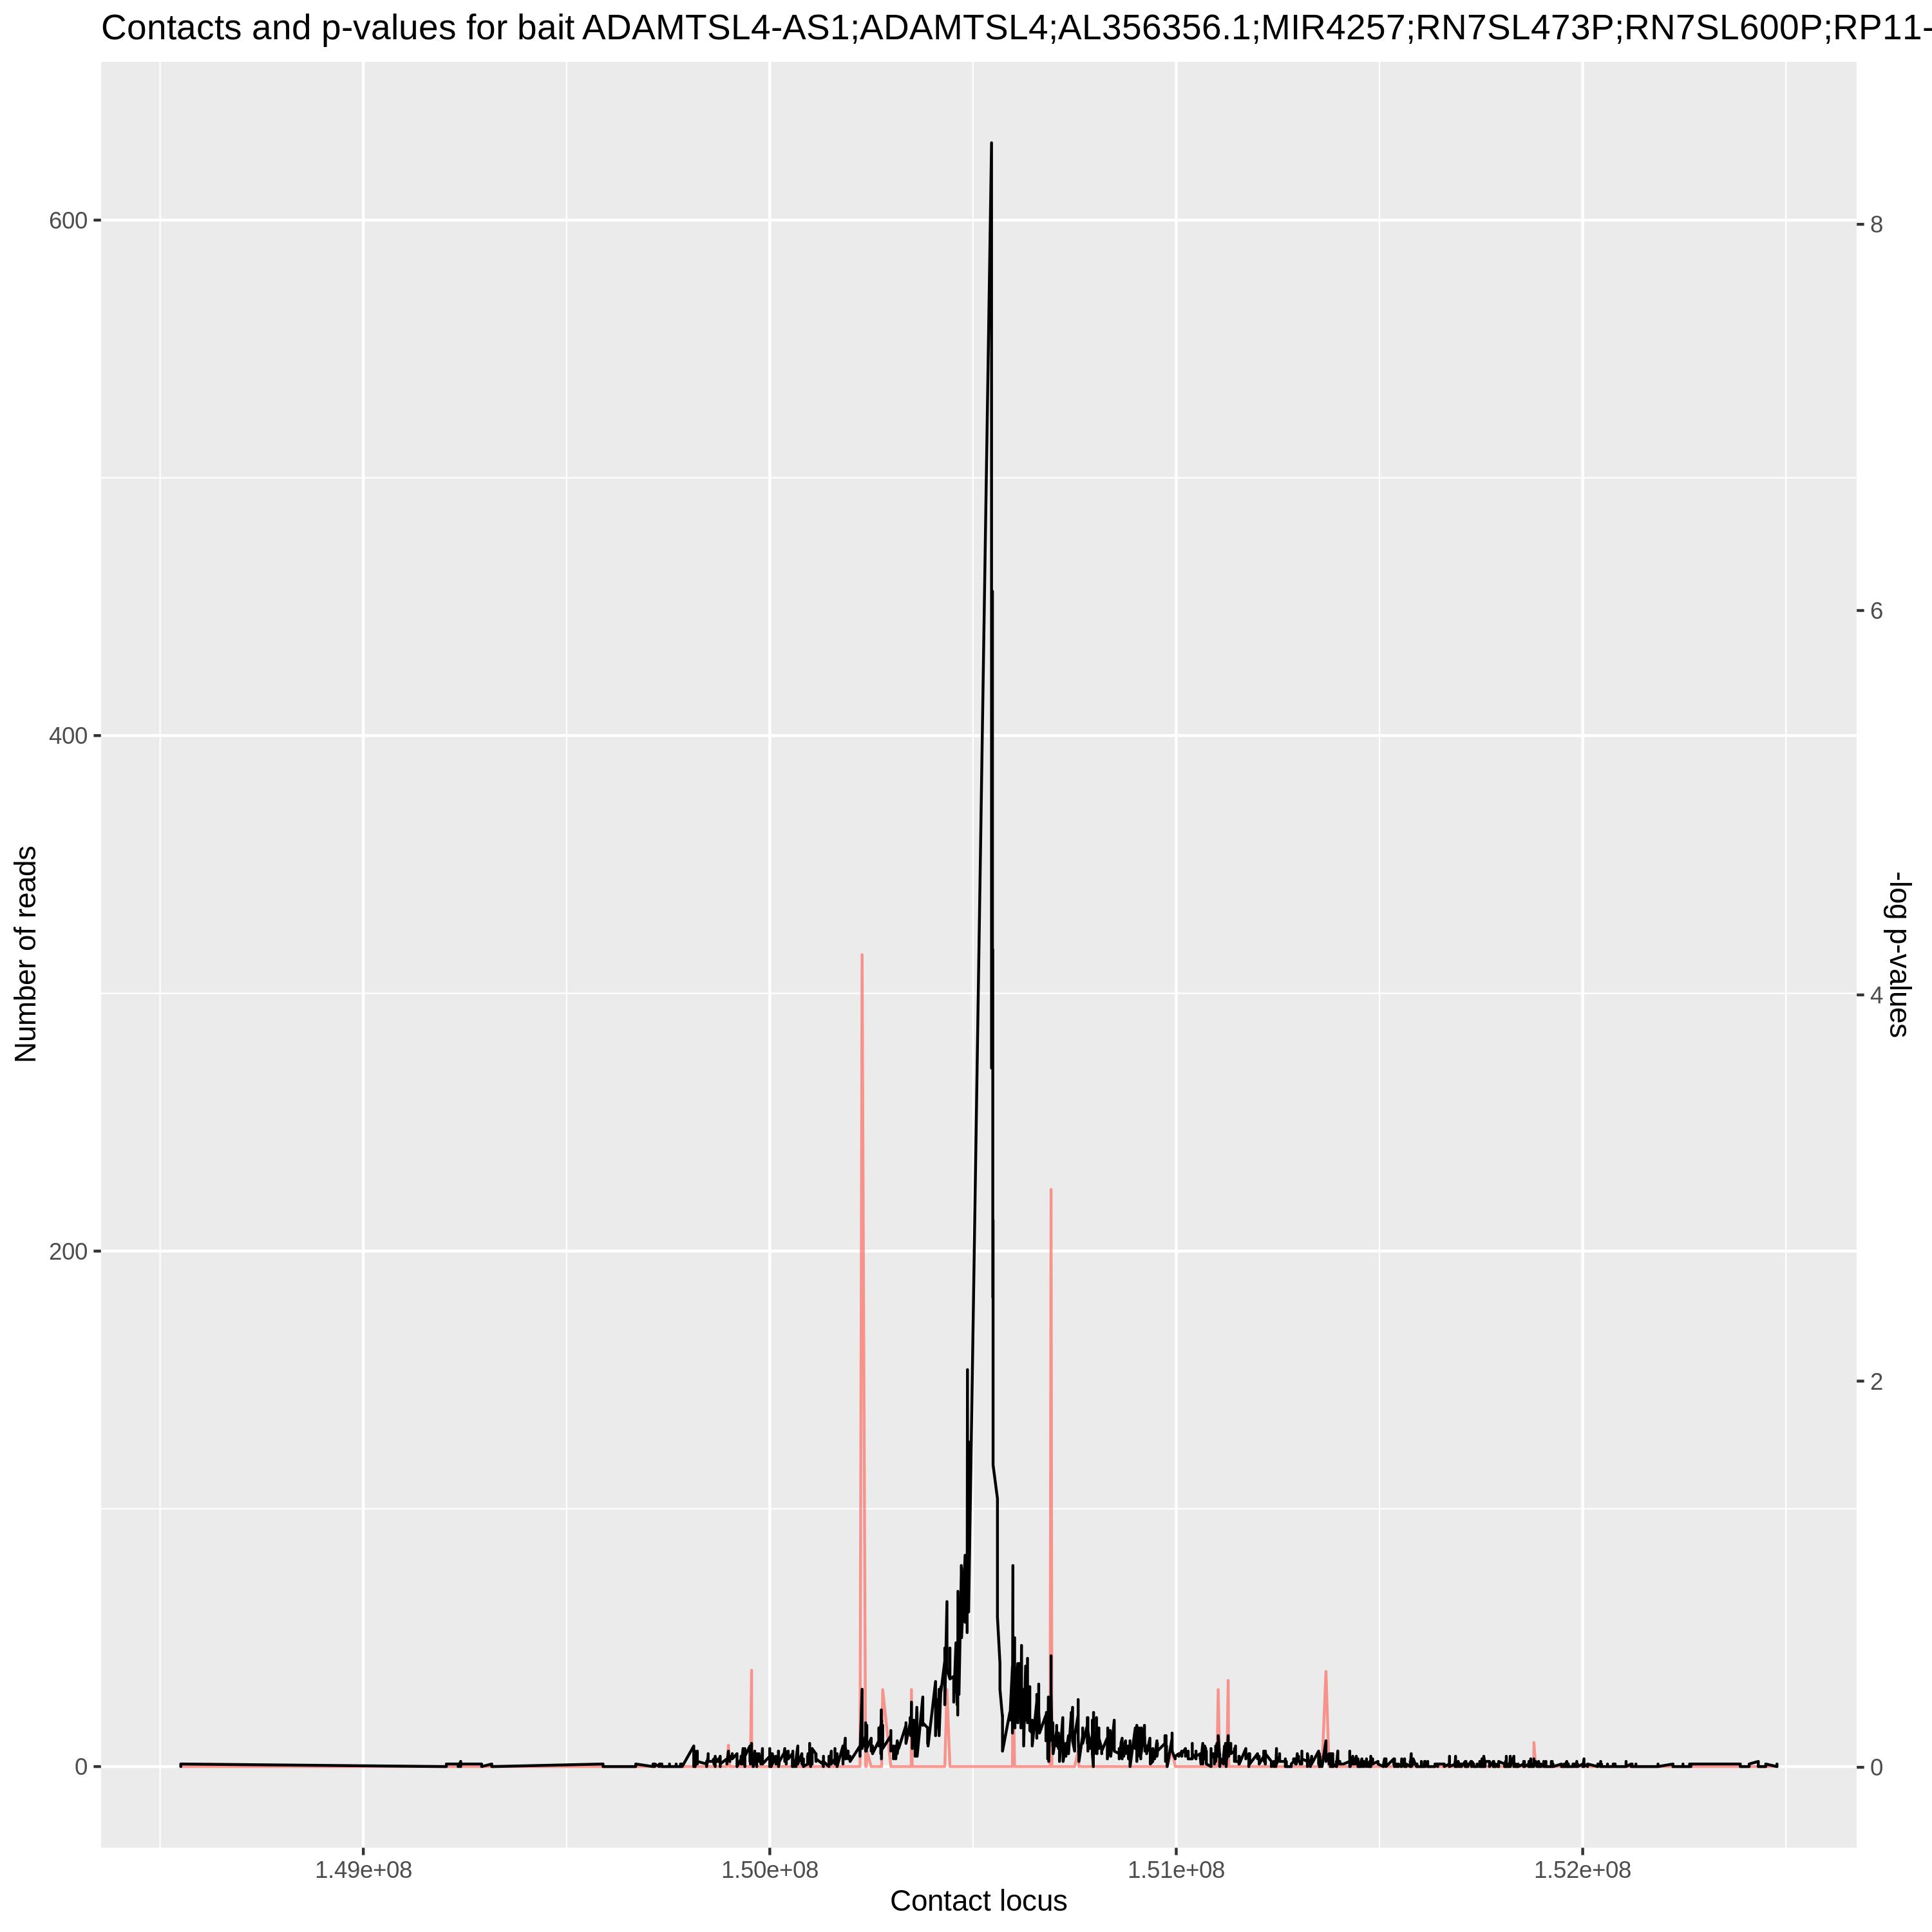 Contacts and p-values for bait ADAMTSL4-AS1;ADAMTSL4;AL356356.1;MIR4257;RN7SL473P;RN7SL600P;RP11-
600
400
200
0
Number of reads
8
6
4
2
0
-log p-values
1.49e+08
1.50e+08
1.51e+08
1.52e+08
Contact locus